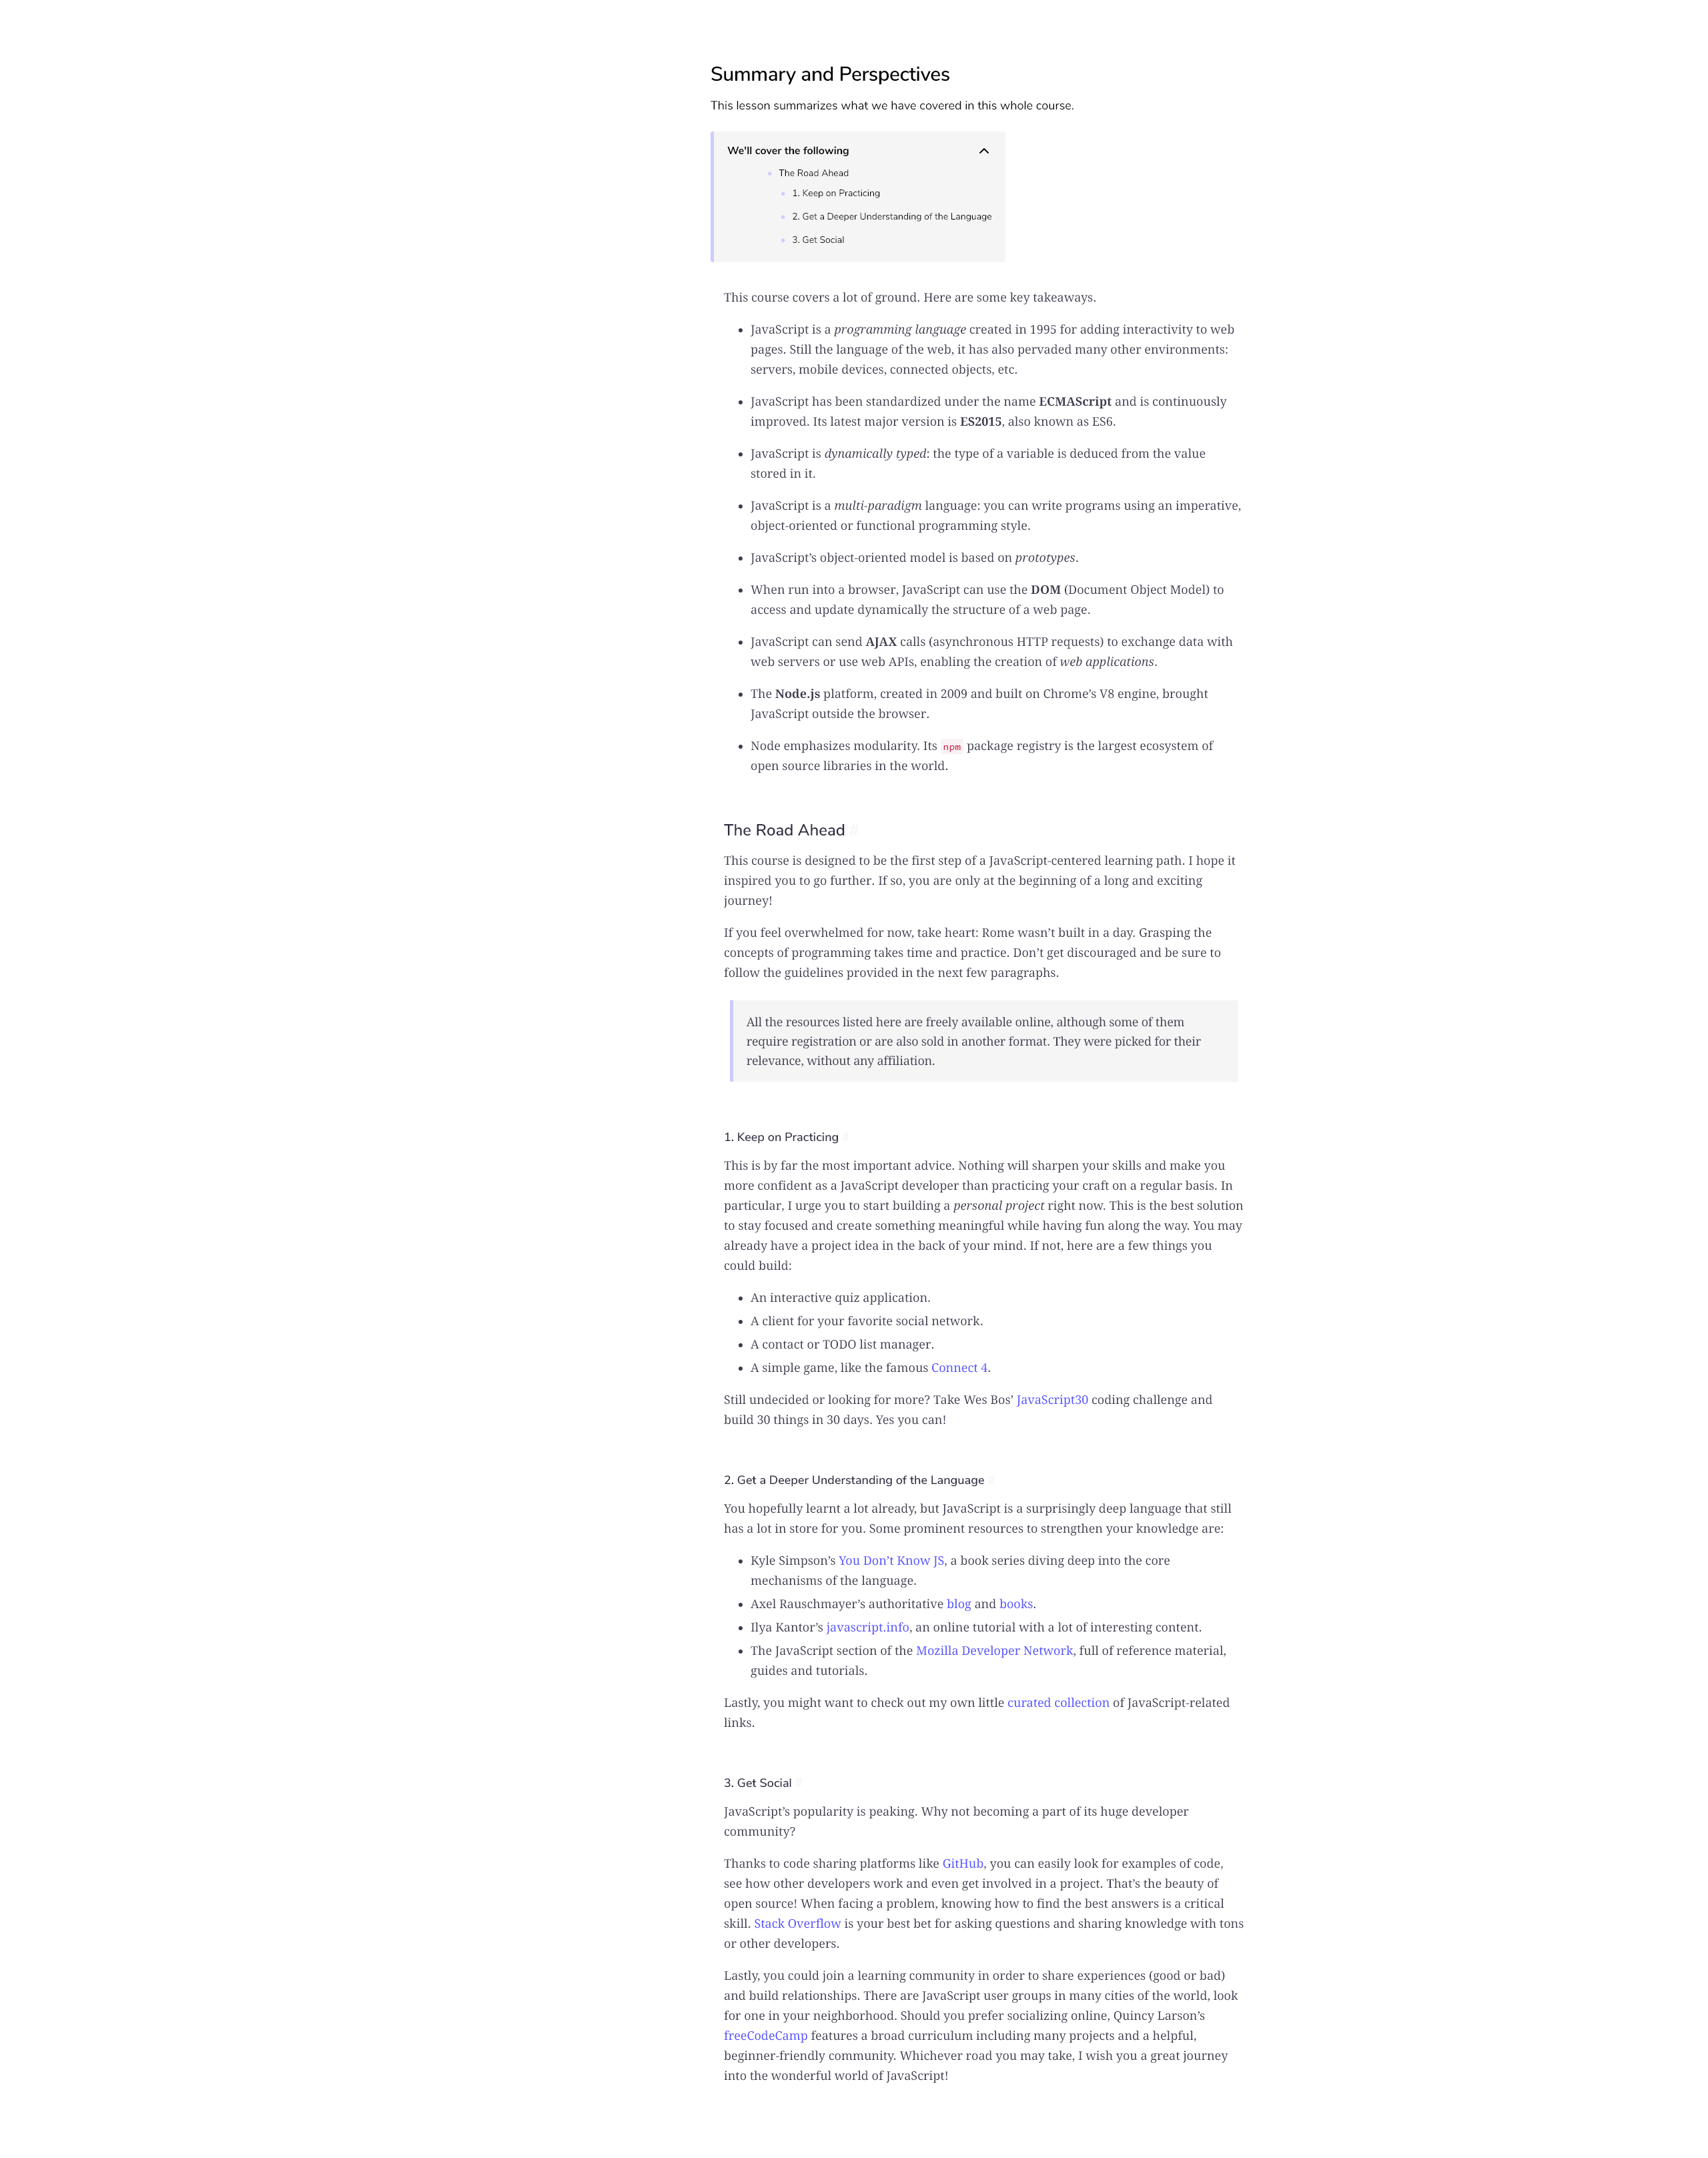 Summary and Perspectives
This lesson summarizes what we have covered in this whole course.
We'll cover the following
The Road Ahead
1. Keep on Practicing
2. Get a Deeper Understanding of the Language
3. Get Social
This course covers a lot of ground. Here are some key takeaways.
• JavaScript is a programming language created in 1995 for adding interactivity to web
pages. Still the language of the web, it has also pervaded many other environments:
servers, mobile devices, connected objects, etc.
• JavaScript has been standardized under the name ECMAScript and is continuously
improved. Its latest major version is ES2015, also known as ES6.
• JavaScript is dynamically typed: the type of a variable is deduced from the value
stored in it.
• JavaScript is a multi-paradigm language: you can write programs using an imperative,
object-oriented or functional programming style.
• JavaScript’s object-oriented model is based on prototypes.
• When run into a browser, JavaScript can use the DOM (Document Object Model) to
access and update dynamically the structure of a web page.
• JavaScript can send AJAX calls (asynchronous HTTP requests) to exchange data with
web servers or use web APIs, enabling the creation of web applications.
• The Node.js platform, created in 2009 and built on Chrome’s V8 engine, brought
JavaScript outside the browser.
• Node emphasizes modularity. Its npm package registry is the largest ecosystem of
open source libraries in the world.
The Road Ahead #
This course is designed to be the first step of a JavaScript-centered learning path. I hope it
inspired you to go further. If so, you are only at the beginning of a long and exciting
journey!
If you feel overwhelmed for now, take heart: Rome wasn’t built in a day. Grasping the
concepts of programming takes time and practice. Don’t get discouraged and be sure to
follow the guidelines provided in the next few paragraphs.
All the resources listed here are freely available online, although some of them
require registration or are also sold in another format. They were picked for their
relevance, without any affiliation.
1. Keep on Practicing #
This is by far the most important advice. Nothing will sharpen your skills and make you
more confident as a JavaScript developer than practicing your craft on a regular basis. In
particular, I urge you to start building a personal project right now. This is the best solution
to stay focused and create something meaningful while having fun along the way. You may
already have a project idea in the back of your mind. If not, here are a few things you
could build:
• An interactive quiz application.
• A client for your favorite social network.
• A contact or TODO list manager.
• A simple game, like the famous Connect 4.
Still undecided or looking for more? Take Wes Bos’ JavaScript30 coding challenge and
build 30 things in 30 days. Yes you can!
2. Get a Deeper Understanding of the Language #
You hopefully learnt a lot already, but JavaScript is a surprisingly deep language that still
has a lot in store for you. Some prominent resources to strengthen your knowledge are:
• Kyle Simpson’s You Don’t Know JS, a book series diving deep into the core
mechanisms of the language.
• Axel Rauschmayer’s authoritative blog and books.
• Ilya Kantor’s javascript.info, an online tutorial with a lot of interesting content.
• The JavaScript section of the Mozilla Developer Network, full of reference material,
guides and tutorials.
Lastly, you might want to check out my own little curated collection of JavaScript-related
links.
3. Get Social #
JavaScript’s popularity is peaking. Why not becoming a part of its huge developer
community?
Thanks to code sharing platforms like GitHub, you can easily look for examples of code,
see how other developers work and even get involved in a project. That’s the beauty of
open source! When facing a problem, knowing how to find the best answers is a critical
skill. Stack Overflow is your best bet for asking questions and sharing knowledge with tons
or other developers.
Lastly, you could join a learning community in order to share experiences (good or bad)
and build relationships. There are JavaScript user groups in many cities of the world, look
for one in your neighborhood. Should you prefer socializing online, Quincy Larson’s
freeCodeCamp features a broad curriculum including many projects and a helpful,
beginner-friendly community. Whichever road you may take, I wish you a great journey
into the wonderful world of JavaScript!